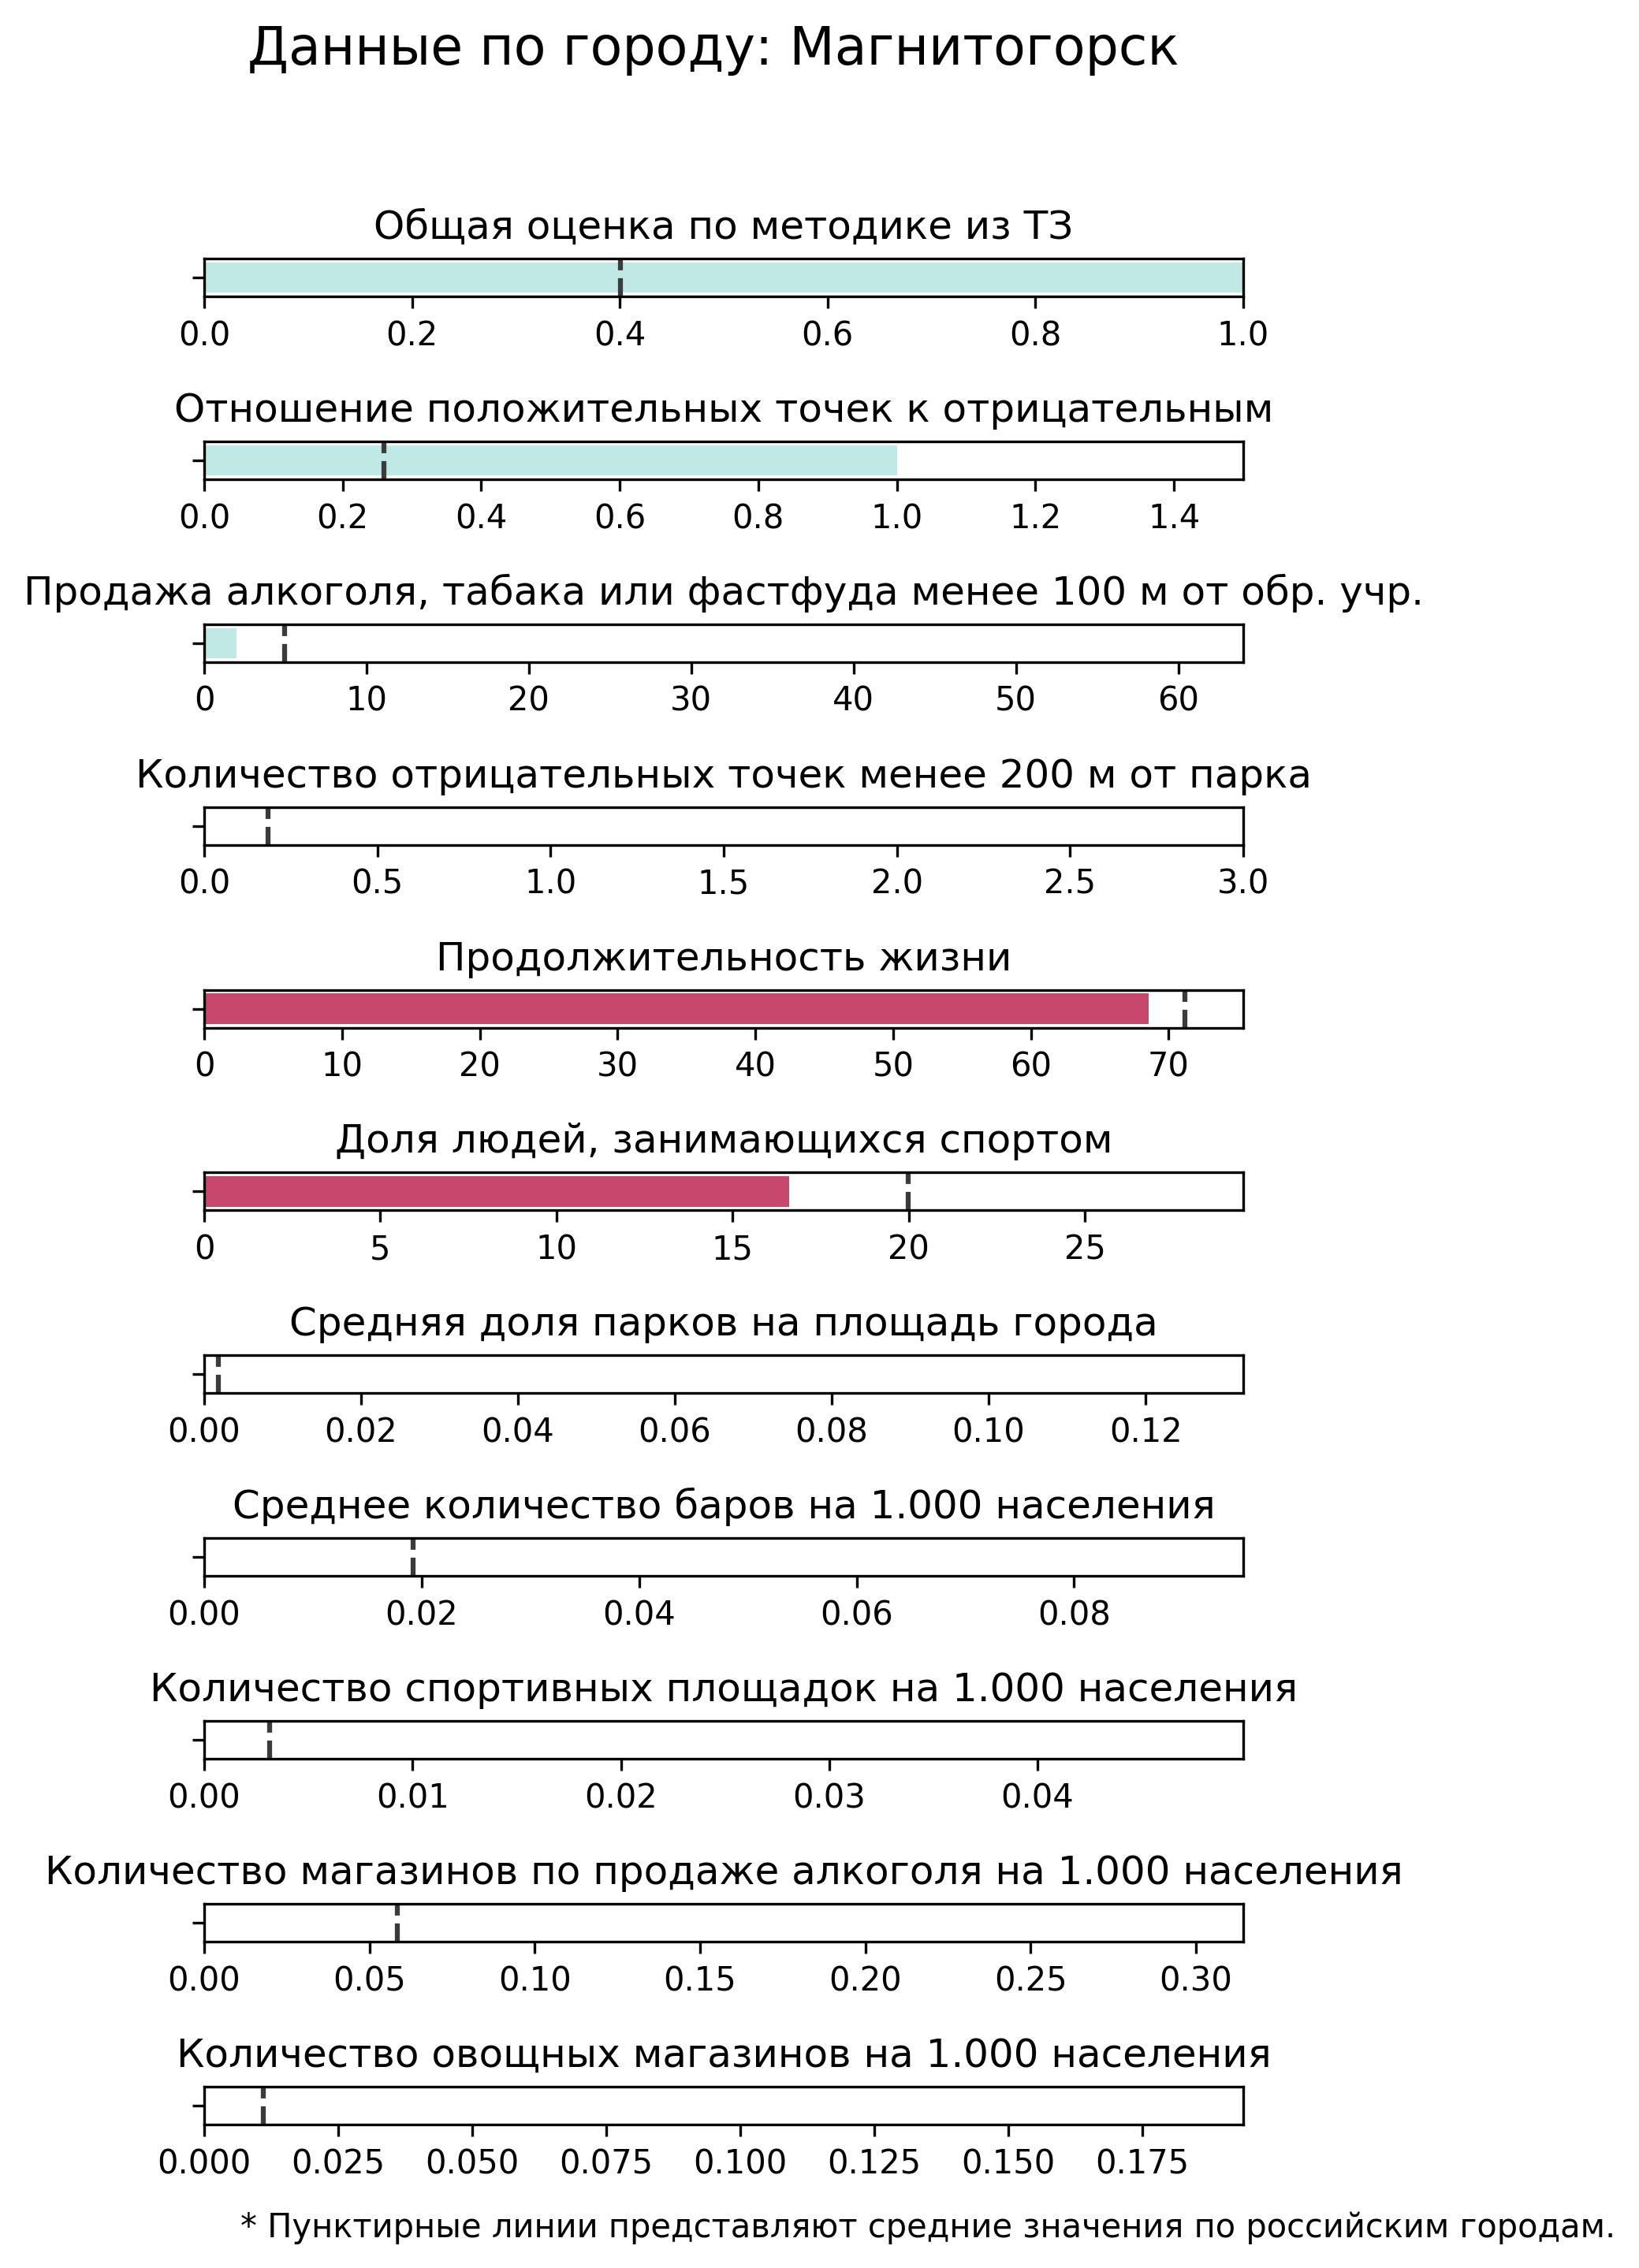 Данные по городу: Магнитогорск
Общая оценка по методике из ТЗ
0.0 0.2 0.4 0.6 0.8 1.0
Отношение положительных точек к отрицательным
0.0 0.2 0.4 0.6 0.8 1.0 1.2 1.4
Продажа алкоголя, табака или фастфуда менее 100 м от обр. учр.
0 10 20 30 40 50 60
Количество отрицательных точек менее 200 м от парка
0.0 0.5 1.0 1.5 2.0 2.5 3.0
Продолжительность жизни
0 10 20 30 40 50 60 70
Доля людей, занимающихся спортом
0 5 10 15 20 25
Средняя доля парков на площадь города
0.00 0.02 0.04 0.06 0.08 0.10 0.12
Среднее количество баров на 1.000 населения
0.00 0.02 0.04 0.06 0.08
Количество спортивных площадок на 1.000 населения
0.00 0.01 0.02 0.03 0.04
Количество магазинов по продаже алкоголя на 1.000 населения
0.00 0.05 0.10 0.15 0.20 0.25 0.30
Количество овощных магазинов на 1.000 населения
0.000 0.025 0.050 0.075 0.100 0.125 0.150 0.175
* Пунктирные линии представляют средние значения по российским городам.